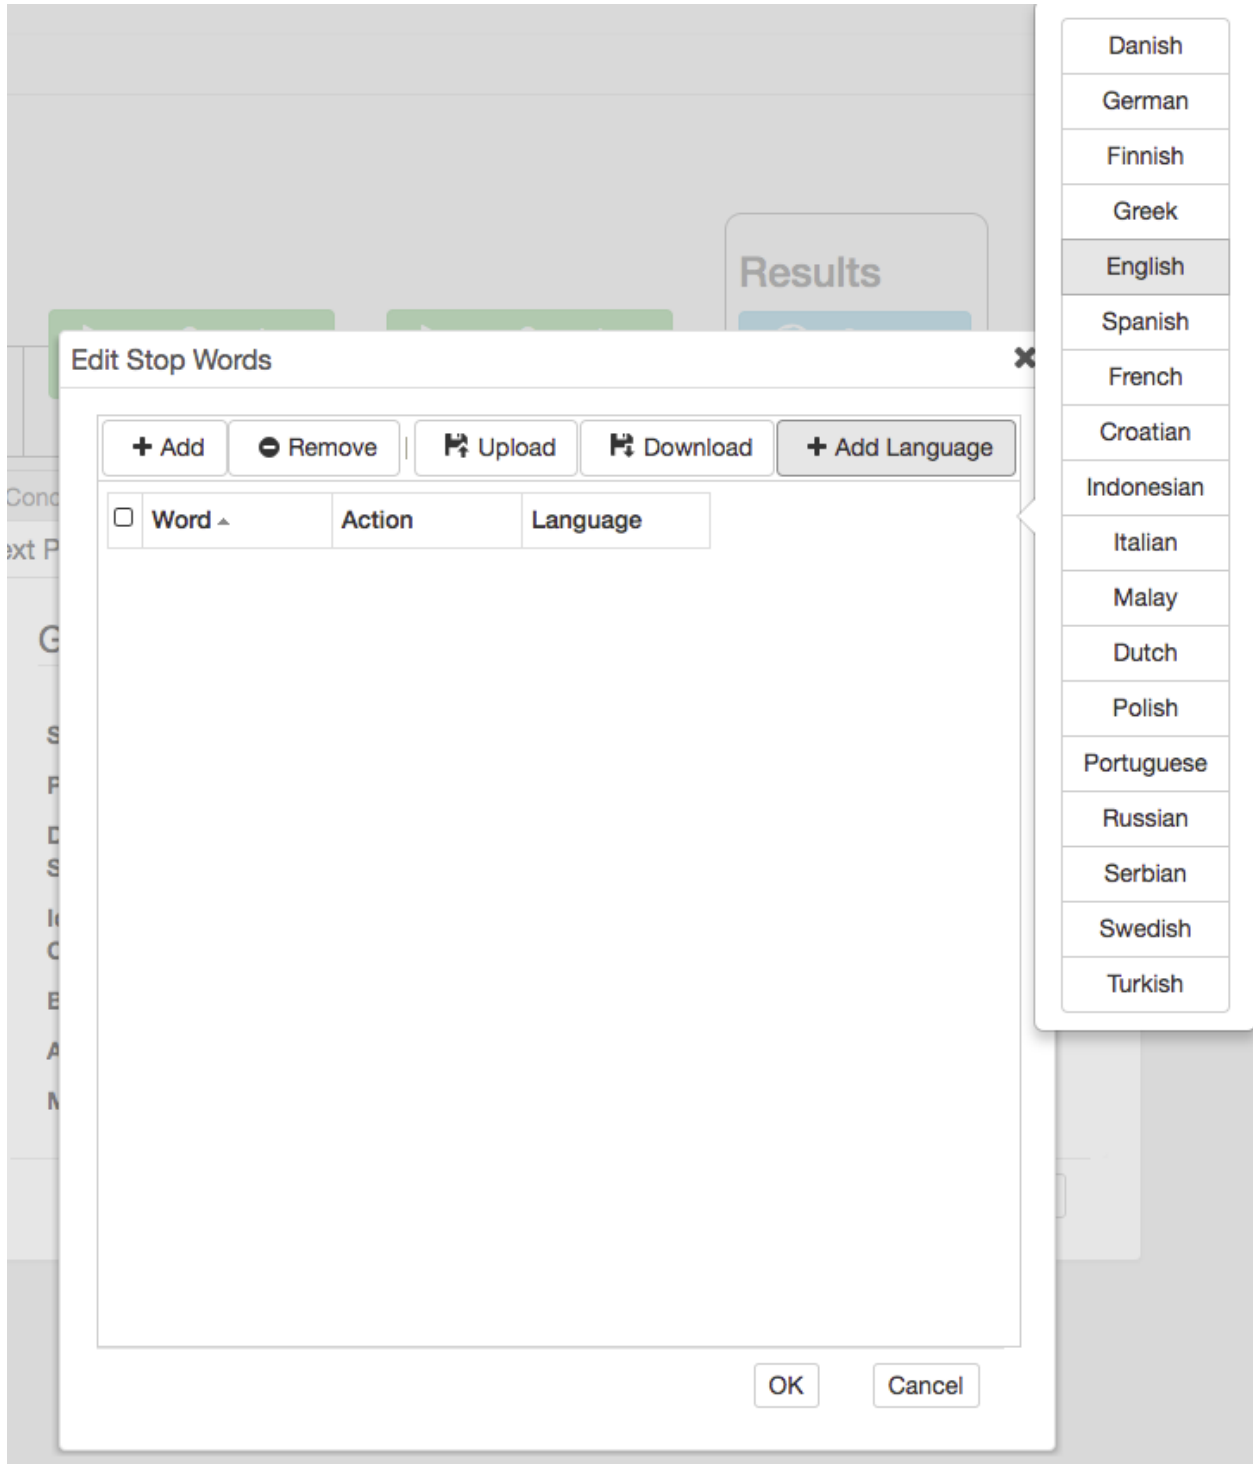 Results
Edit Stop Words
Add Remove Upload Download Add Language
Word Action Language
OK Cancel
Danish
German
Finnish
Greek
English
Spanish
French
Croatian
Indonesian
Italian
Malay
Dutch
Polish
Portuguese
Russian
Serbian
Swedish
Turkish